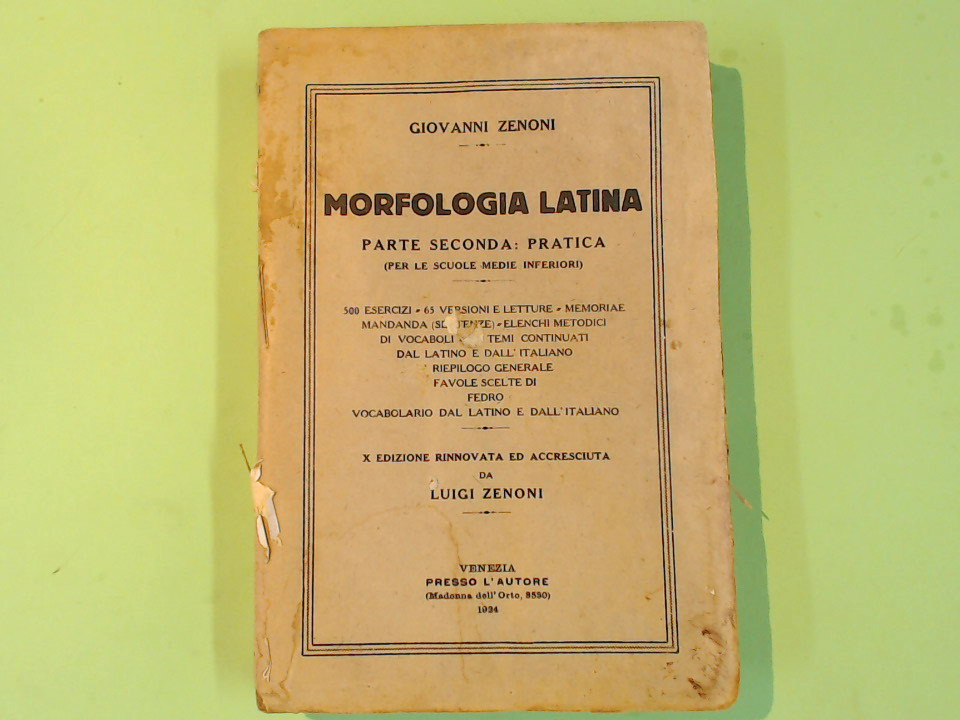 GIOVANNI ZENONI
MORFOLOGIA LATINA
PARTE SECONDA: PRATICA
(PER LE SCUOLE MEDIE INFERIORI)
500 ESERCIZI - 65 VERSIONI E LETTURE - MEMORIAE
MANDANDA - ELENCHI METODICI
DI VOCABOLI TEMI CONTINUATI
DAL LATINO E DALL'ITALIANO
RIEPILOGO GENERALE
FAVOLE SCELTE DI
FEDRO
VOCABOLARIO DAL LATINO E DALL'ITALIANO
X EDIZIONE RINNOVATA ED ACCRESCIUTA
DA
LUIGI ZENONI
VENEZIA
PRESSO L'AUTORE
(Madonna dell'Orto, 3530)
1924